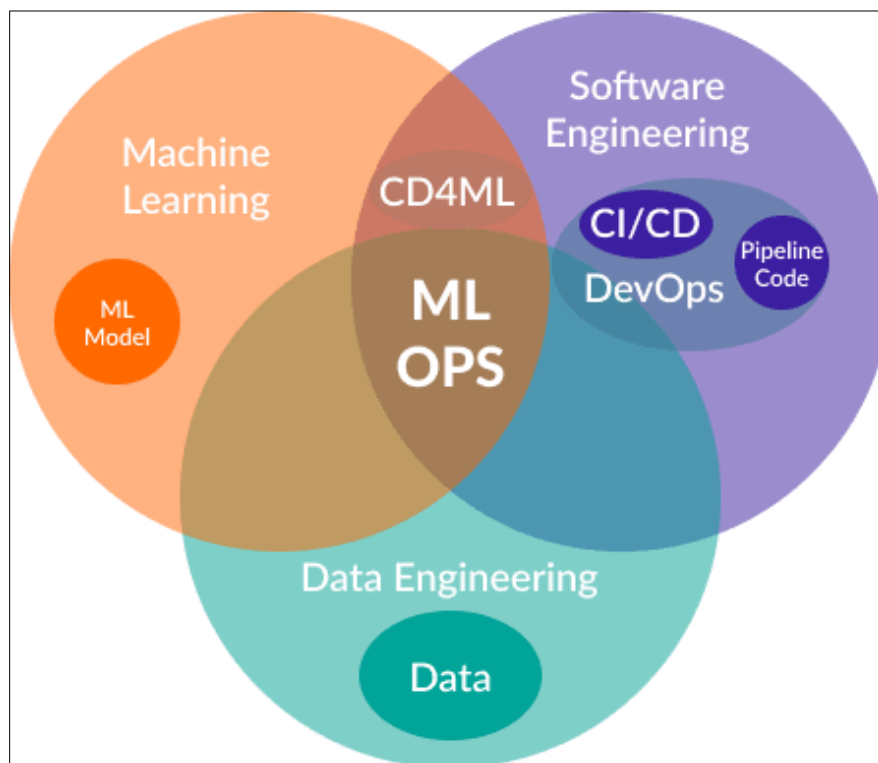 Software
Engineering
Machine
Learning
CD4ML
CI/CD
Pipeline
Code
DevOps
ML
Model
ML
OPS
Data Engineering
Data